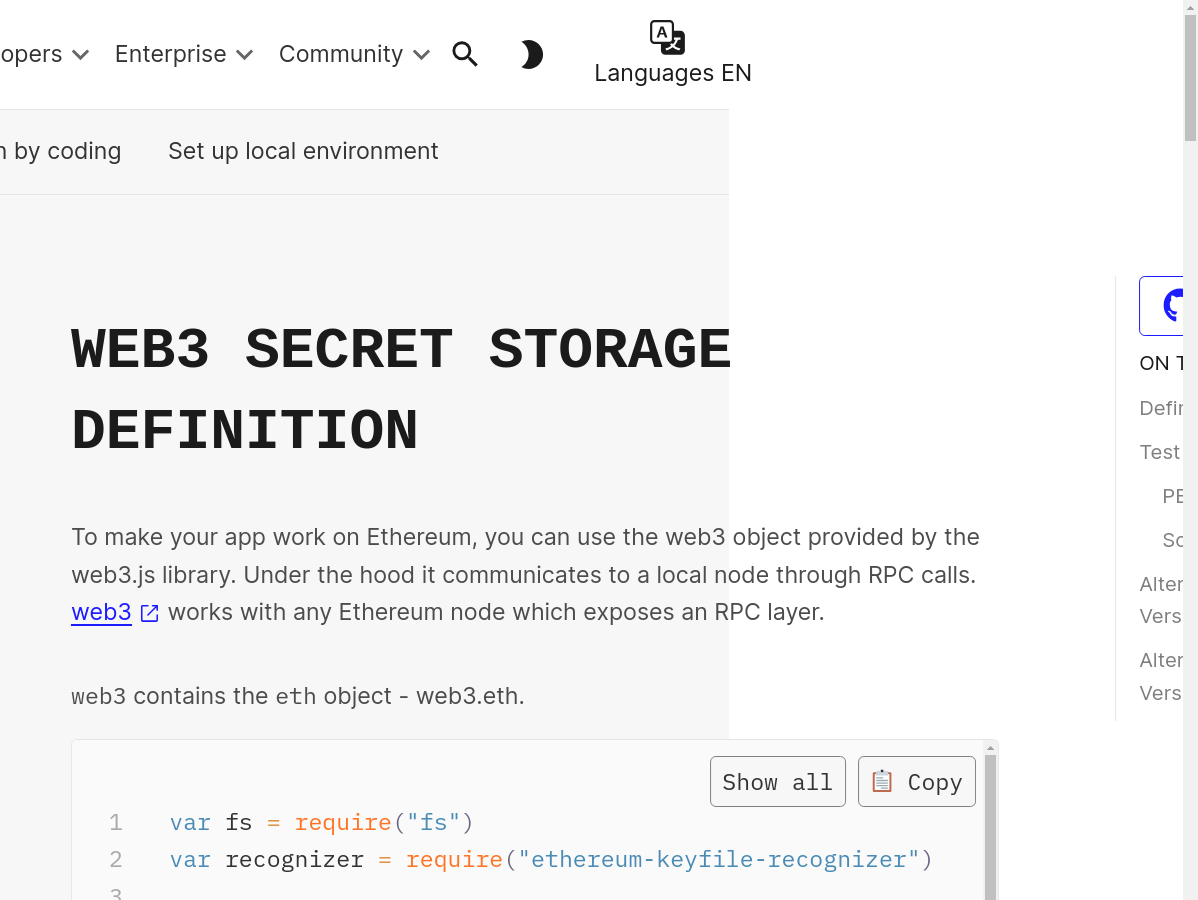 opers Enterprise Community
Languages EN
by coding Set up local environment
WEB3 SECRET STORAGE
DEFINITION
To make your app work on Ethereum, you can use the web3 object provided by the
web3.js library. Under the hood it communicates to a local node through RPC calls.
web3 works with any Ethereum node which exposes an RPC layer.
web3 contains the eth object - web3.eth.
Show all Copy
1 var fs = require("fs")
2 var recognizer = require("ethereum-keyfile-recognizer")
3
ON T
Defin
Test
PE
Sc
Alter
Vers
Alter
Vers